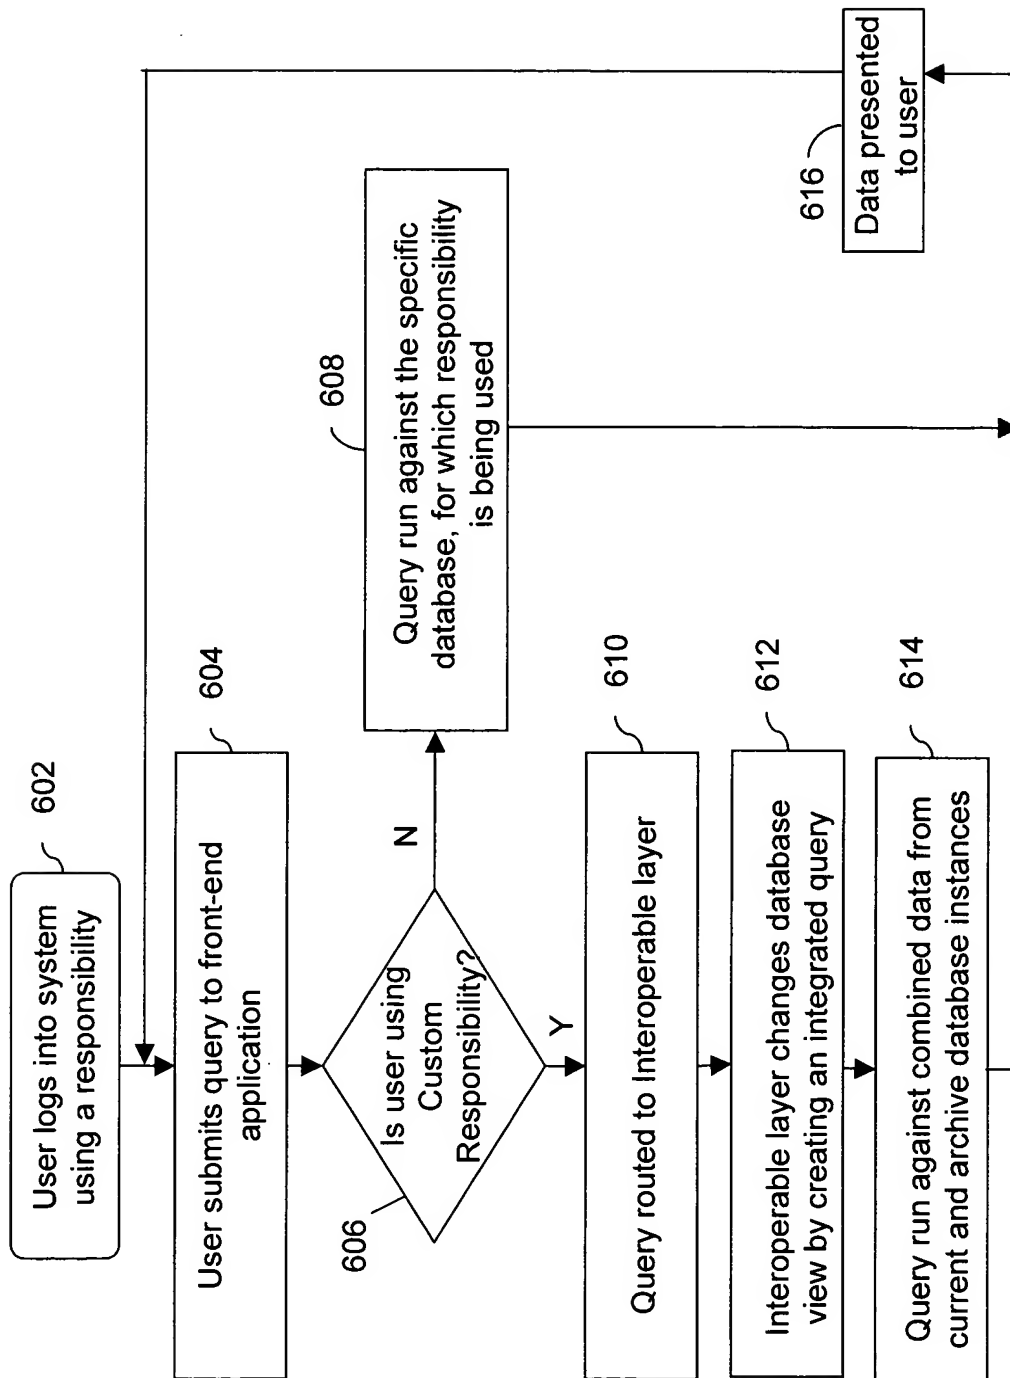 602
User logs into system
using a responsibility
604
User submits query to front-end
application
606
Is user using
Custom
Responsibility?
N
Y
608
Query run against the specific
database, for which responsibility
is being used
610
Query routed to Interoperable layer
612
Interoperable layer changes database
view by creating an integrated query
614
Query run against combined data from
current and archive database instances
616
Data presented
to user